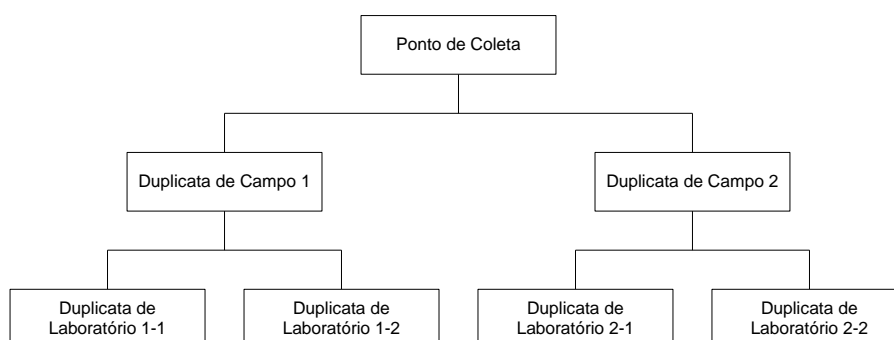 Ponto de Coleta
Duplicata de Campo 1
Duplicata de Campo 2
Duplicata de
Laboratório 1-1
Duplicata de
Laboratório 1-2
Duplicata de
Laboratório 2-1
Duplicata de
Laboratório 2-2